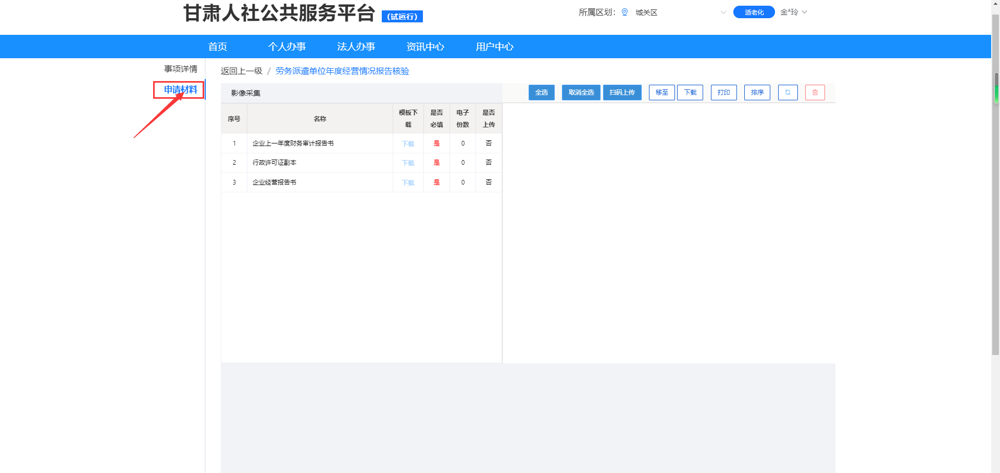 甘肃人社公共服务平台 (试运行) 所属区划： 城关区 适老化 金*玲
首页 个人办事 法人办事 资讯中心 用户中心
事项详情
申请材料
返回上一级 / 劳务派遣单位年度经营情况报告核验
影像采集 全选 取消全选 扫码上传 移至 下载 打印 排序
序号 名称 模板下载 是否必填 电子份数 是否上传
1 企业上一年度财务审计报告书 下载 是 0 否
2 行政许可证副本 下载 是 0 否
3 企业经营报告书 下载 是 0 否